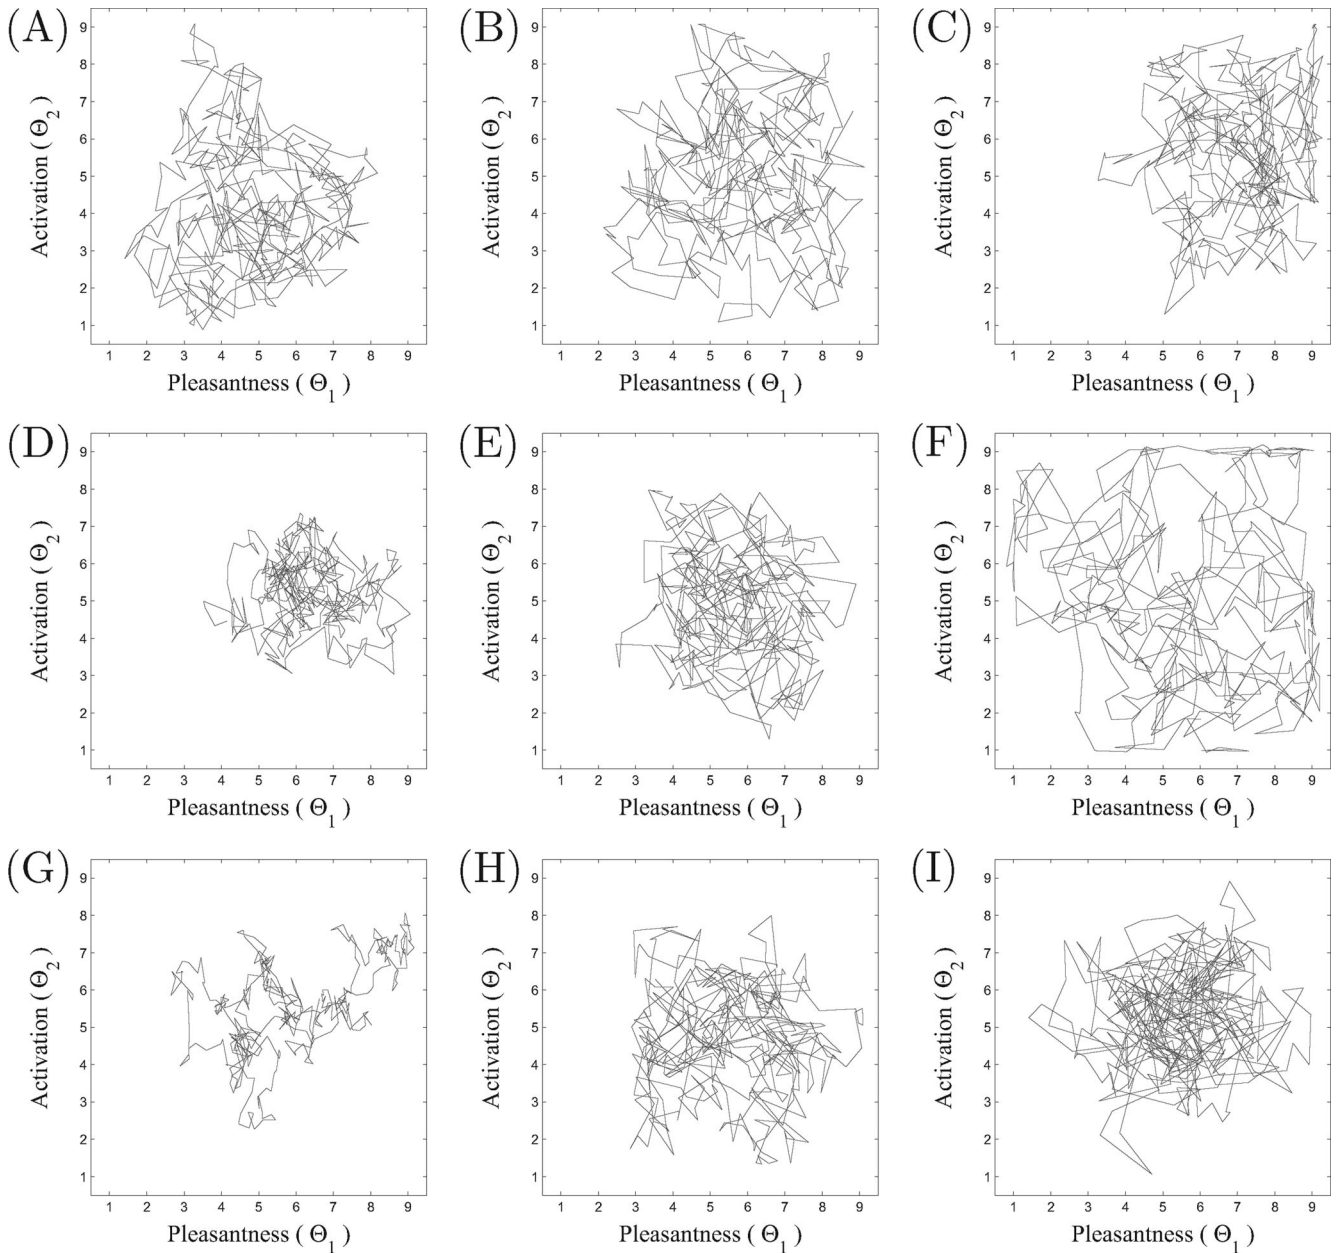 (A) (B) (C)
9 9 9
8 8 8
7 7 7
6 6 6
5 5 5
4 4 4
3 3 3
2 2 2
1 1 1
Activation ( Θ₂ ) Activation ( Θ₂ ) Activation ( Θ₂ )
1 2 3 4 5 6 7 8 9 1 2 3 4 5 6 7 8 9 1 2 3 4 5 6 7 8 9
Pleasantness ( Θ₁ ) Pleasantness ( Θ₁ ) Pleasantness ( Θ₁ )
(D) (E) (F)
9 9 9
8 8 8
7 7 7
6 6 6
5 5 5
4 4 4
3 3 3
2 2 2
1 1 1
Activation ( Θ₂ ) Activation ( Θ₂ ) Activation ( Θ₂ )
1 2 3 4 5 6 7 8 9 1 2 3 4 5 6 7 8 9 1 2 3 4 5 6 7 8 9
Pleasantness ( Θ₁ ) Pleasantness ( Θ₁ ) Pleasantness ( Θ₁ )
(G) (H) (I)
9 9 9
8 8 8
7 7 7
6 6 6
5 5 5
4 4 4
3 3 3
2 2 2
1 1 1
Activation ( Θ₂ ) Activation ( Θ₂ ) Activation ( Θ₂ )
1 2 3 4 5 6 7 8 9 1 2 3 4 5 6 7 8 9 1 2 3 4 5 6 7 8 9
Pleasantness ( Θ₁ ) Pleasantness ( Θ₁ ) Pleasantness ( Θ₁ )